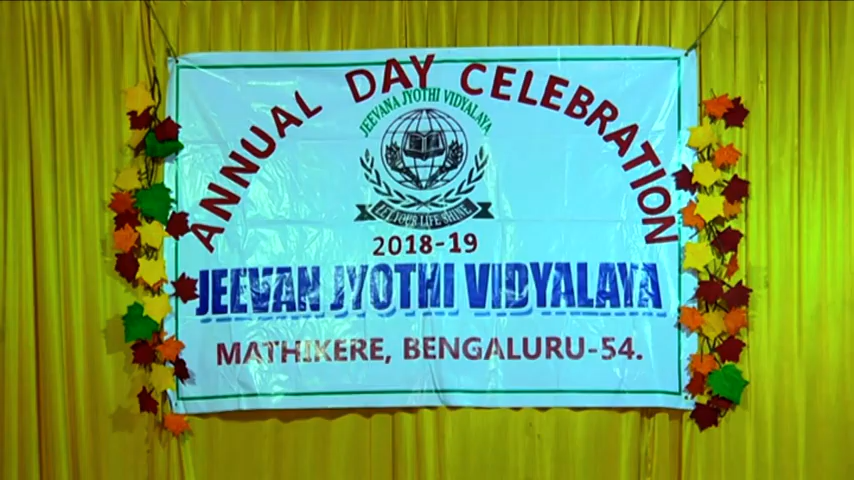 ANNUAL DAY CELEBRATION
JEEVANA JYOTHI VIDYALAYA
LET YOUR LIFE SHINE
2018-19
JEEVAN JYOTHI VIDYALAYA
MATHIKERE, BENGALURU-54.